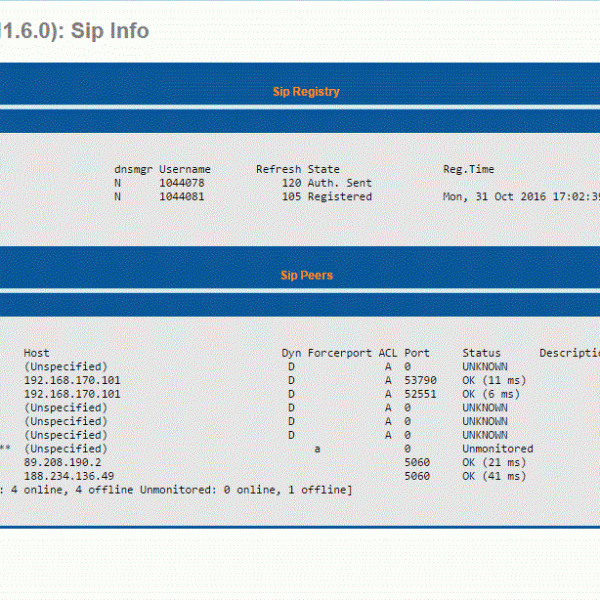 11.6.0): Sip Info
Sip Registry
dnsmgr Username Refresh State Reg.Time
N 1044078 120 Auth. Sent
N 1044081 105 Registered Mon, 31 Oct 2016 17:02:39
Sip Peers
Host Dyn Forcerport ACL Port Status Descriptio
(Unspecified) D A 0 UNKNOWN
192.168.170.101 D A 53790 OK (11 ms)
192.168.170.101 D A 52551 OK (6 ms)
(Unspecified) D A 0 UNKNOWN
(Unspecified) D A 0 UNKNOWN
(Unspecified) D A 0 UNKNOWN
** (Unspecified) a 0 Unmonitored
89.208.190.2 5060 OK (21 ms)
188.234.136.49 5060 OK (41 ms)
: 4 online, 4 offline Unmonitored: 0 online, 1 offline]